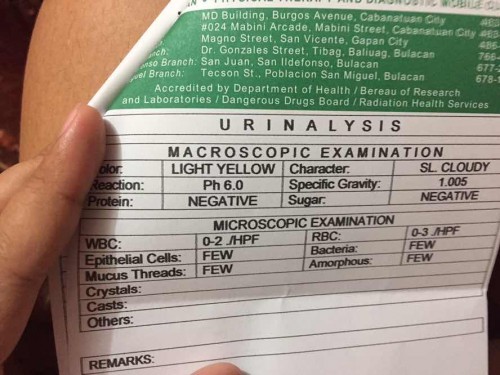 MD Building, Burgos Avenue, Cabanatuan City
#024 Mabini Arcade, Mabini Street, Cabanatuan City
Magno Street, San Vicente, Gapan City
Dr. Gonzales Street, Tibag, Baliuag, Bulacan
Branch: San Juan, San Ildefonso, Bulacan
Branch: Tecson St., Poblacion San Miguel, Bulacan
Accredited by Department of Health / Bereau of Research
and Laboratories / Dangerous Drugs Board / Radiation Health Services
URINALYSIS
MACROSCOPIC EXAMINATION
LIGHT YELLOW Character: SL. CLOUDY
Reaction: Ph 6.0 Specific Gravity: 1.005
Protein: NEGATIVE Sugar: NEGATIVE
MICROSCOPIC EXAMINATION
WBC: 0-2 ./HPF RBC: 0-3 ./HPF
Epithelial Cells: FEW Bacteria: FEW
Mucus Threads: FEW Amorphous: FEW
Crystals:
Casts:
Others:
REMARKS: